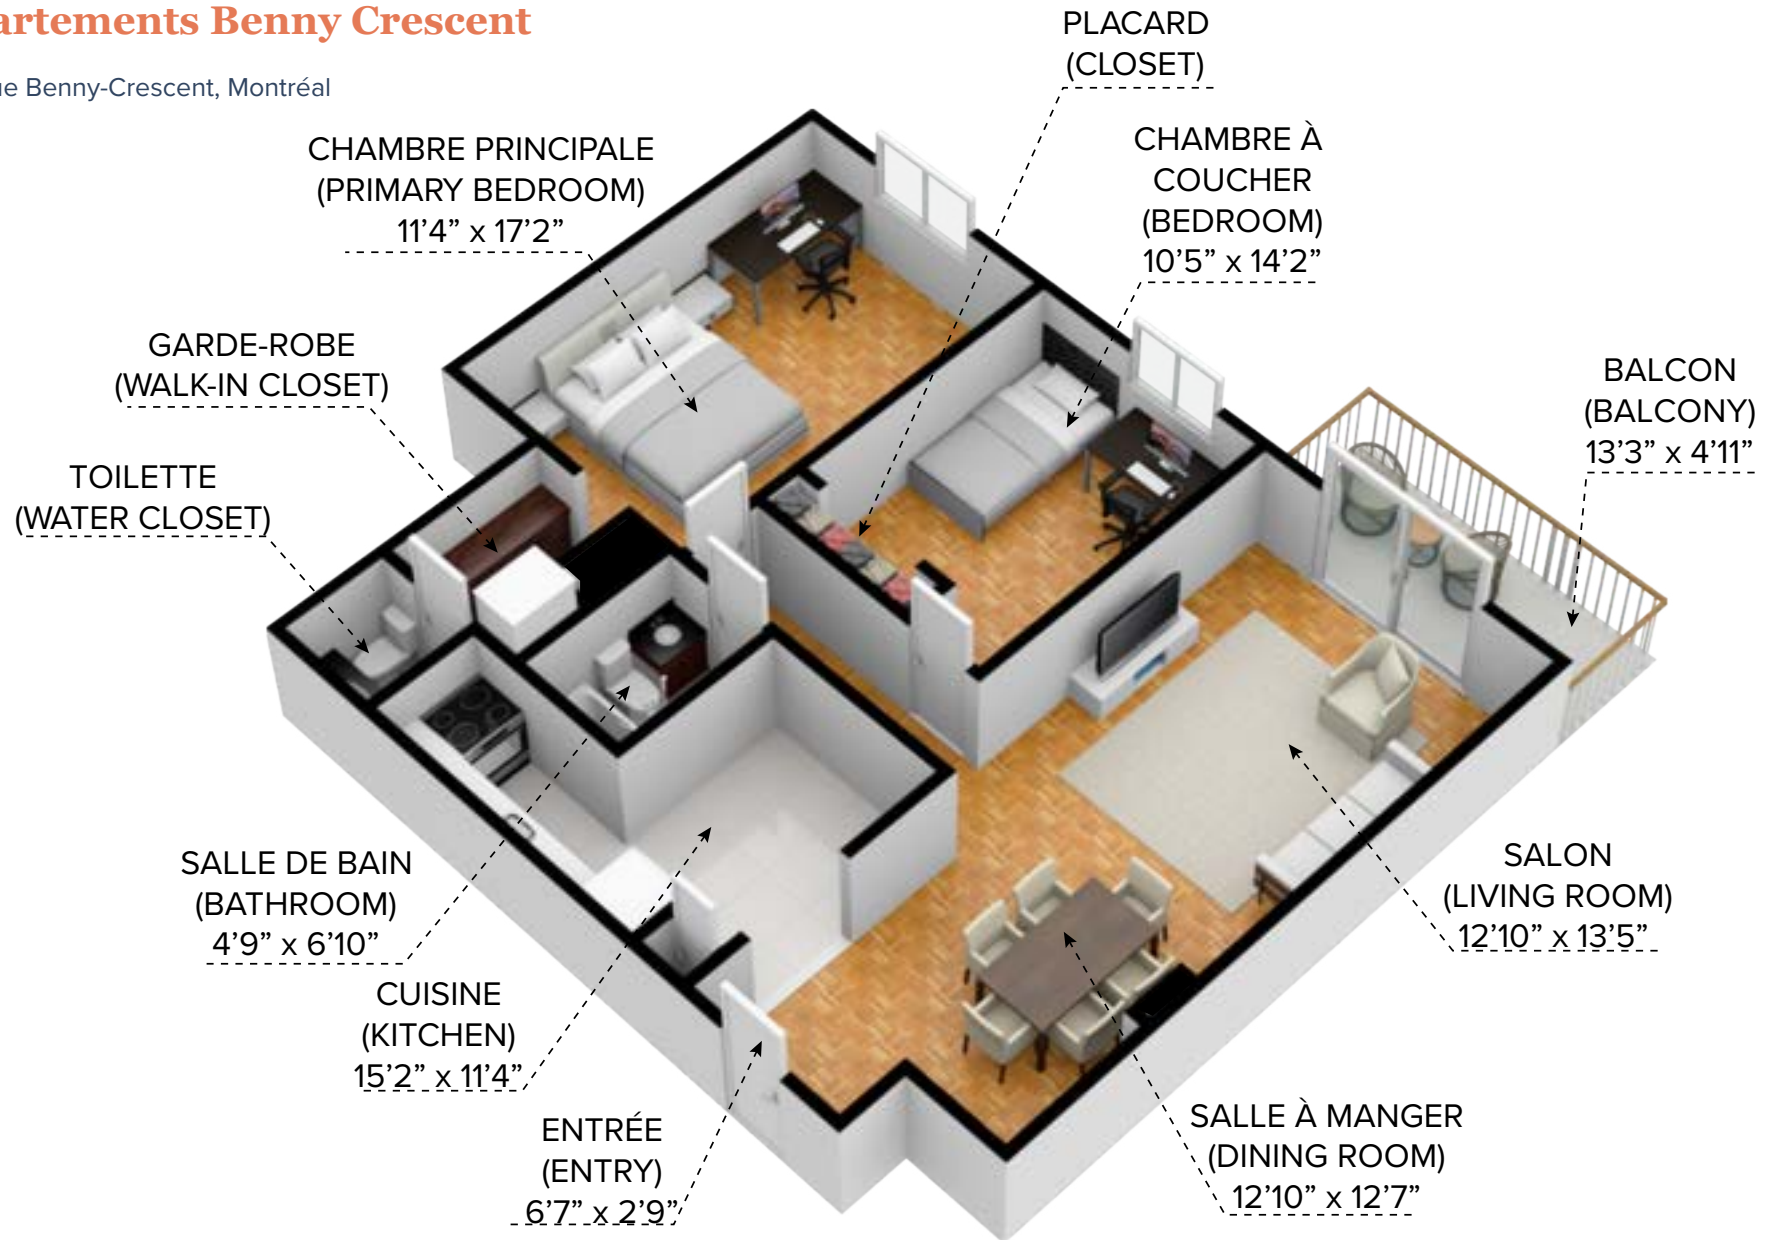 artements Benny Crescent
ue Benny-Crescent, Montréal
PLACARD
(CLOSET)
CHAMBRE PRINCIPALE
(PRIMARY BEDROOM)
11’4” x 17’2”
CHAMBRE À
COUCHER
(BEDROOM)
10’5” x 14’2”
GARDE-ROBE
(WALK-IN CLOSET)
BALCON
(BALCONY)
13’3” x 4’11”
TOILETTE
(WATER CLOSET)
SALLE DE BAIN
(BATHROOM)
4’9” x 6’10”
SALON
(LIVING ROOM)
12’10” x 13’5”
CUISINE
(KITCHEN)
15’2” x 11’4”
ENTRÉE
(ENTRY)
6’7” x 2’9”
SALLE À MANGER
(DINING ROOM)
12’10” x 12’7”